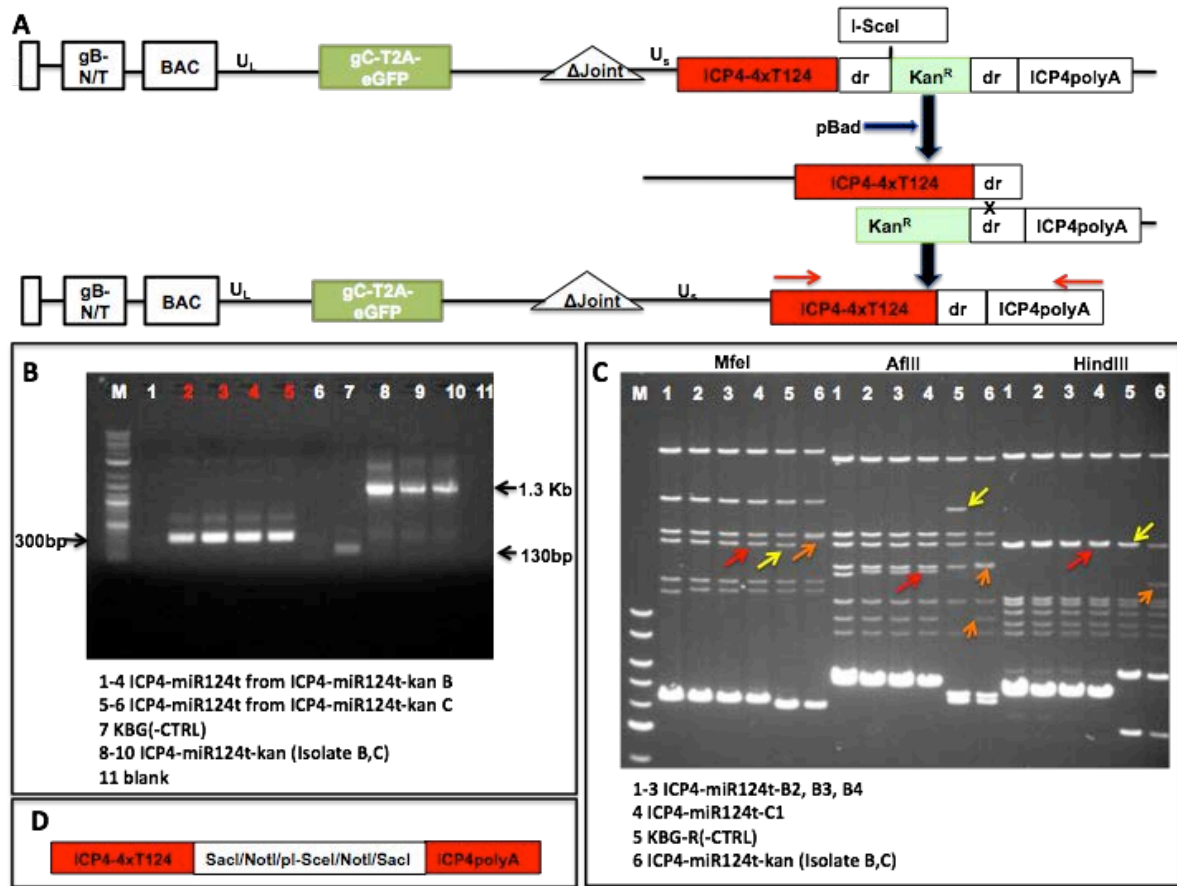 A
I-SceI
gB-N/T
BAC
U_L
gC-T2A-eGFP
ΔJoint
U_s
ICP4-4xT124
dr
Kan^R
dr
ICP4polyA
pBad
ICP4-4xT124
dr
X
Kan^R
dr
ICP4polyA
gB-N/T
BAC
U_L
gC-T2A-eGFP
ΔJoint
U_s
ICP4-4xT124
dr
ICP4polyA
B
M 1 2 3 4 5 6 7 8 9 10 11
1.3 Kb
300bp
130bp
1-4 ICP4-miR124t from ICP4-miR124t-kan B
5-6 ICP4-miR124t from ICP4-miR124t-kan C
7 KBG(-CTRL)
8-10 ICP4-miR124t-kan (Isolate B,C)
11 blank
C
MfeI AflII HindIII
M 1 2 3 4 5 6 1 2 3 4 5 6 1 2 3 4 5 6
1-3 ICP4-miR124t-B2, B3, B4
4 ICP4-miR124t-C1
5 KBG-R(-CTRL)
6 ICP4-miR124t-kan (Isolate B,C)
D
ICP4-4xT124 SacI/NotI/pI-SceI/NotI/SacI ICP4polyA